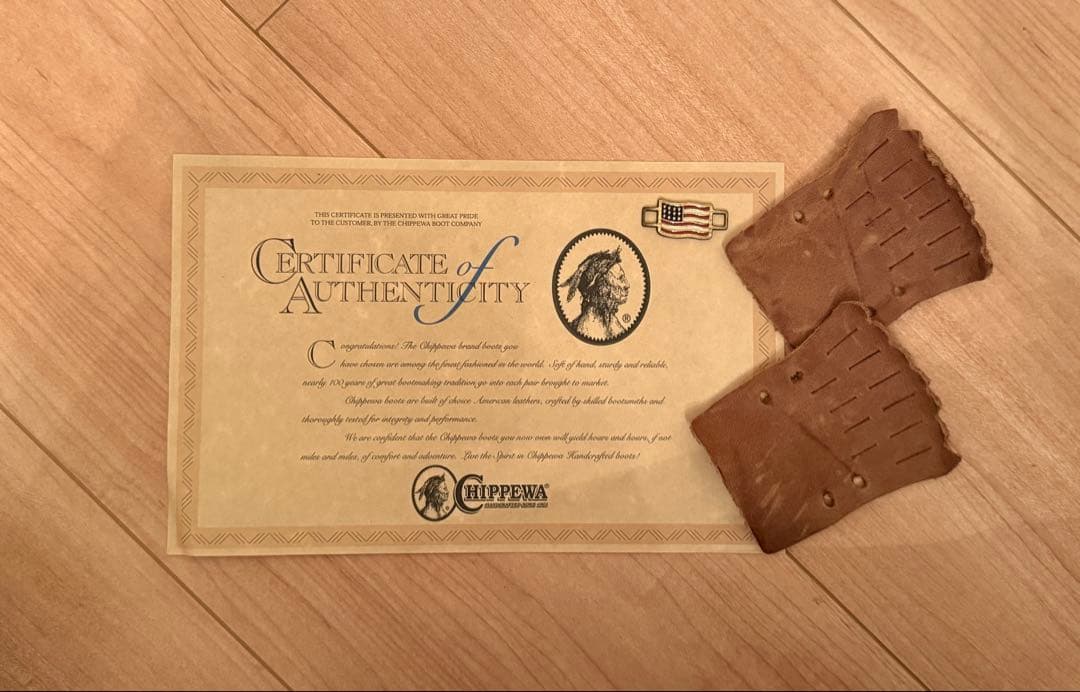 THIS CERTIFICATE IS PRESENTED WITH GREAT PRIDE
TO THE CUSTOMER, BY THE CHIPPEWA BOOT COMPANY
CERTIFICATE of
AUTHENTICITY
®
Congratulations! The Chippewa brand boots you
have chosen are among the finest fashioned in the world. Soft of hand, sturdy and reliable,
nearly 100 years of great bootmaking tradition go into each pair brought to market.
Chippewa boots are built of choice American leathers, crafted by skilled bootsmiths and
thoroughly tested for integrity and performance.
We are confident that the Chippewa boots you now own will yield hours and hours, if not
miles and miles, of comfort and adventure. Live the Spirit in Chippewa Handcrafted boots!
CHIPPEWA®
HANDCRAFTED SINCE 1901